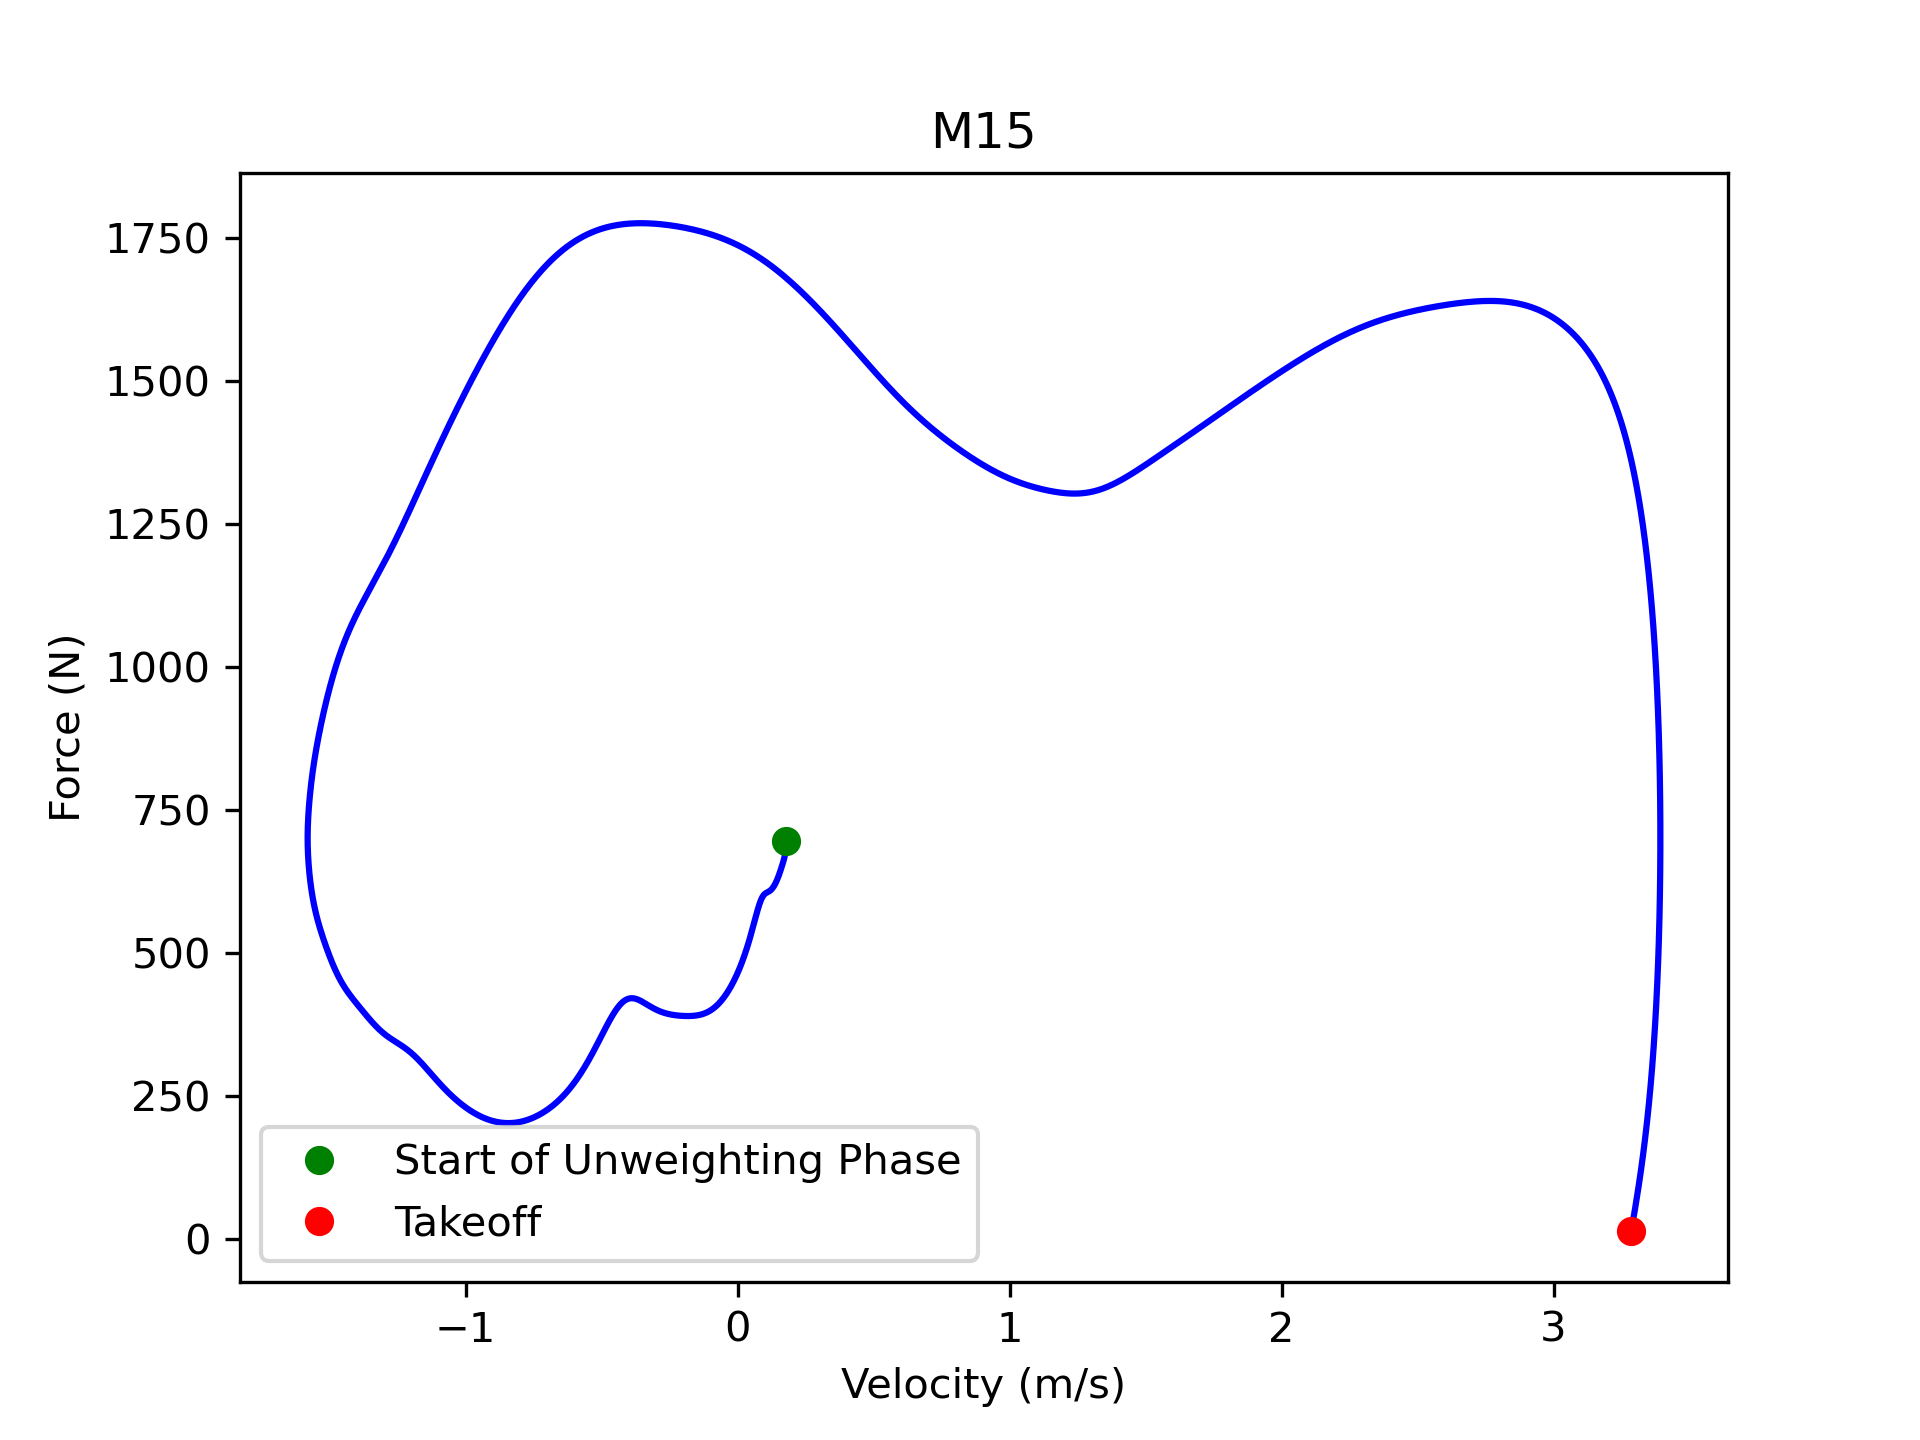 M15
1750
1500
1250
1000
750
500
250
0
Force (N)
Start of Unweighting Phase
Takeoff
−1 0 1 2 3
Velocity (m/s)